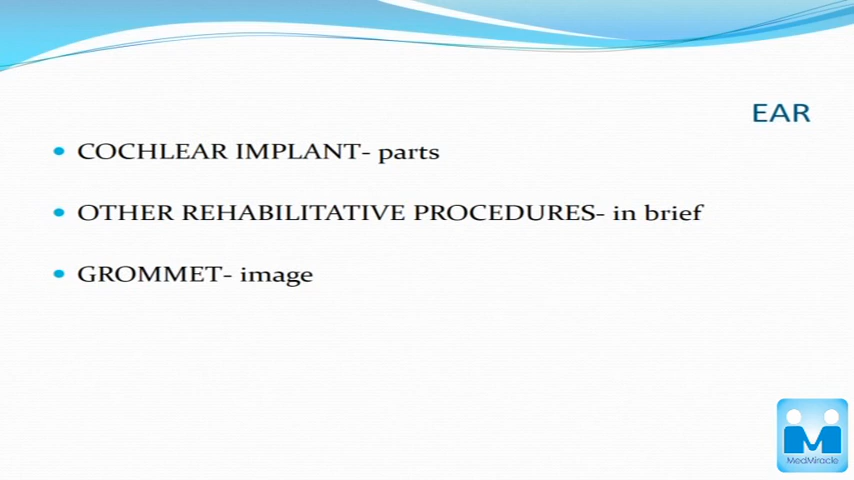 EAR
COCHLEAR IMPLANT- parts
OTHER REHABILITATIVE PROCEDURES- in brief
GROMMET- image
MedMiracle